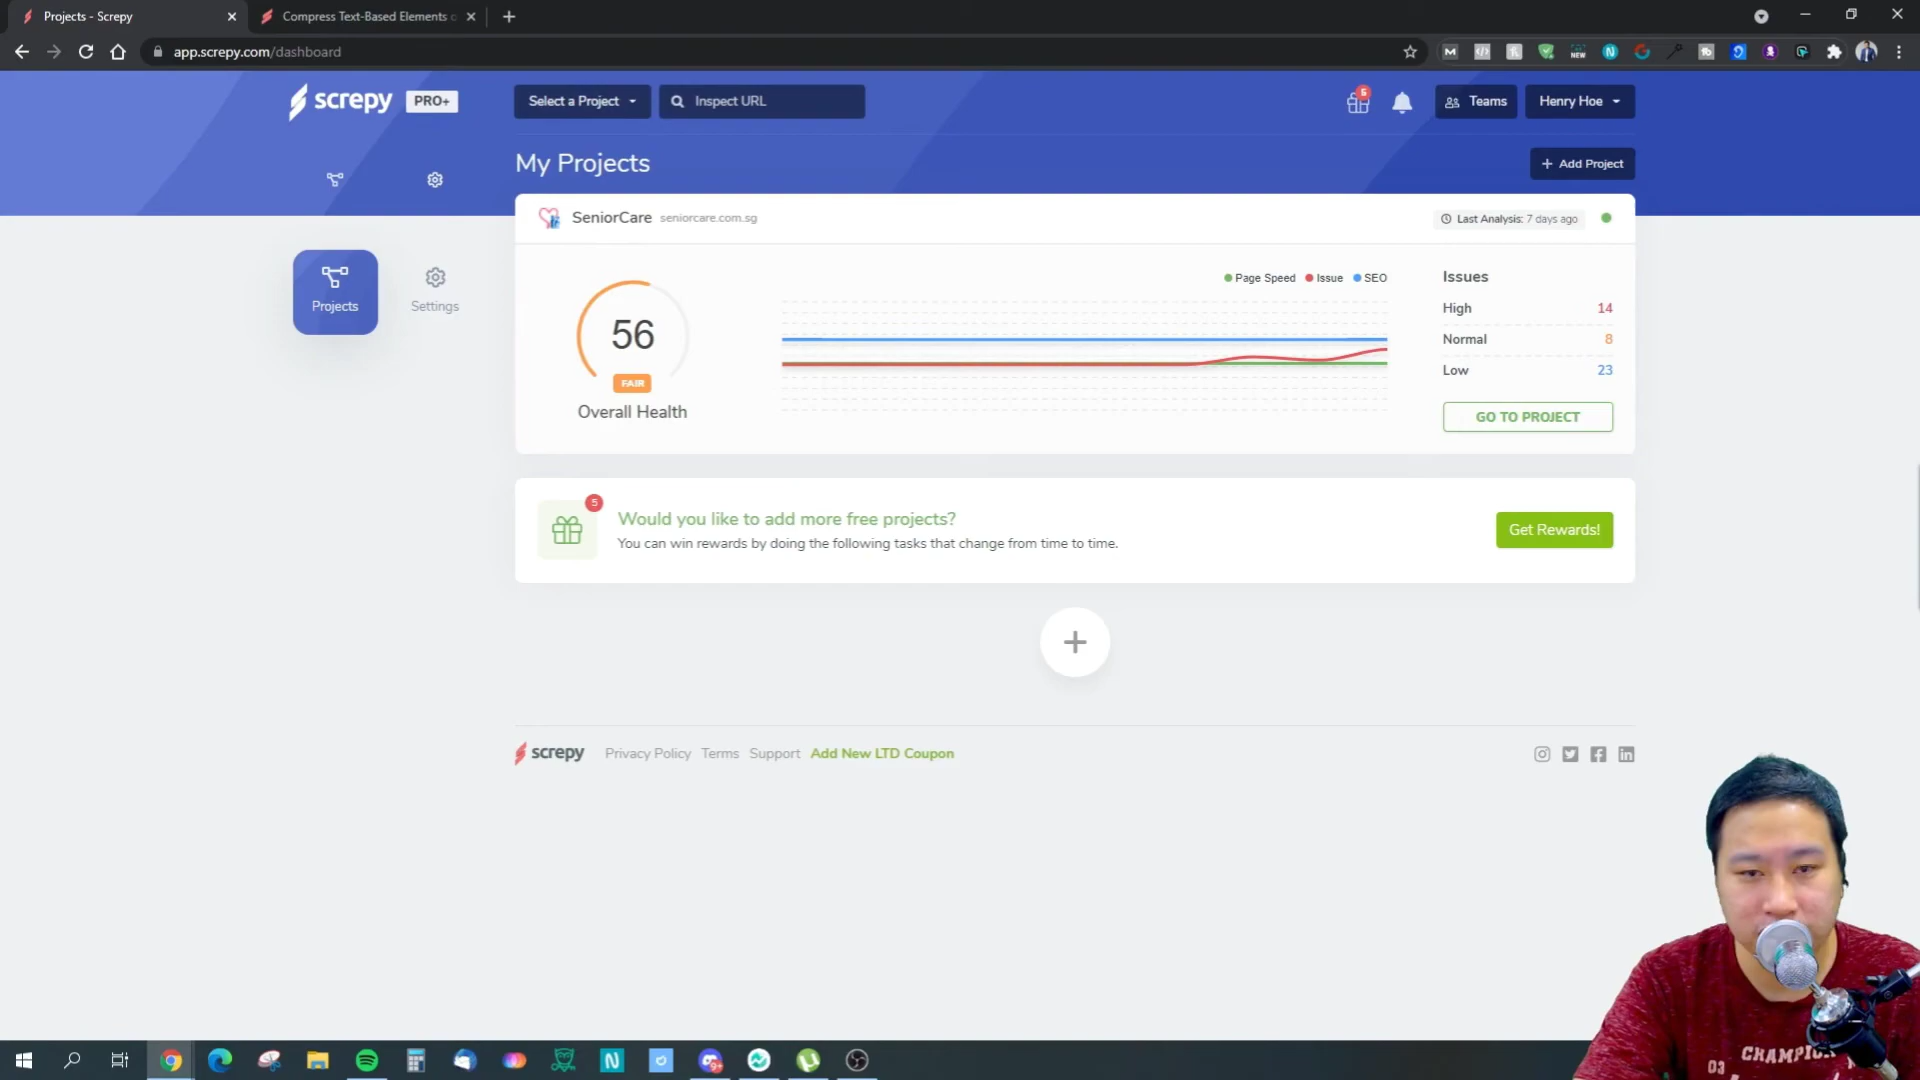 Projects - Screpy
Compress Text-Based Elements
app.screpy.com/dashboard
NEW
screpy PRO+
Select a Project
Inspect URL
5
Teams
Henry Hoe
My Projects
+ Add Project
Projects
Settings
SeniorCare seniorcare.com.sg
Last Analysis: 7 days ago
56
FAIR
Overall Health
Page Speed Issue SEO
Issues
High 14
Normal 8
Low 23
GO TO PROJECT
5
Would you like to add more free projects?
You can win rewards by doing the following tasks that change from time to time.
Get Rewards!
+
screpy Privacy Policy Terms Support Add New LTD Coupon
03